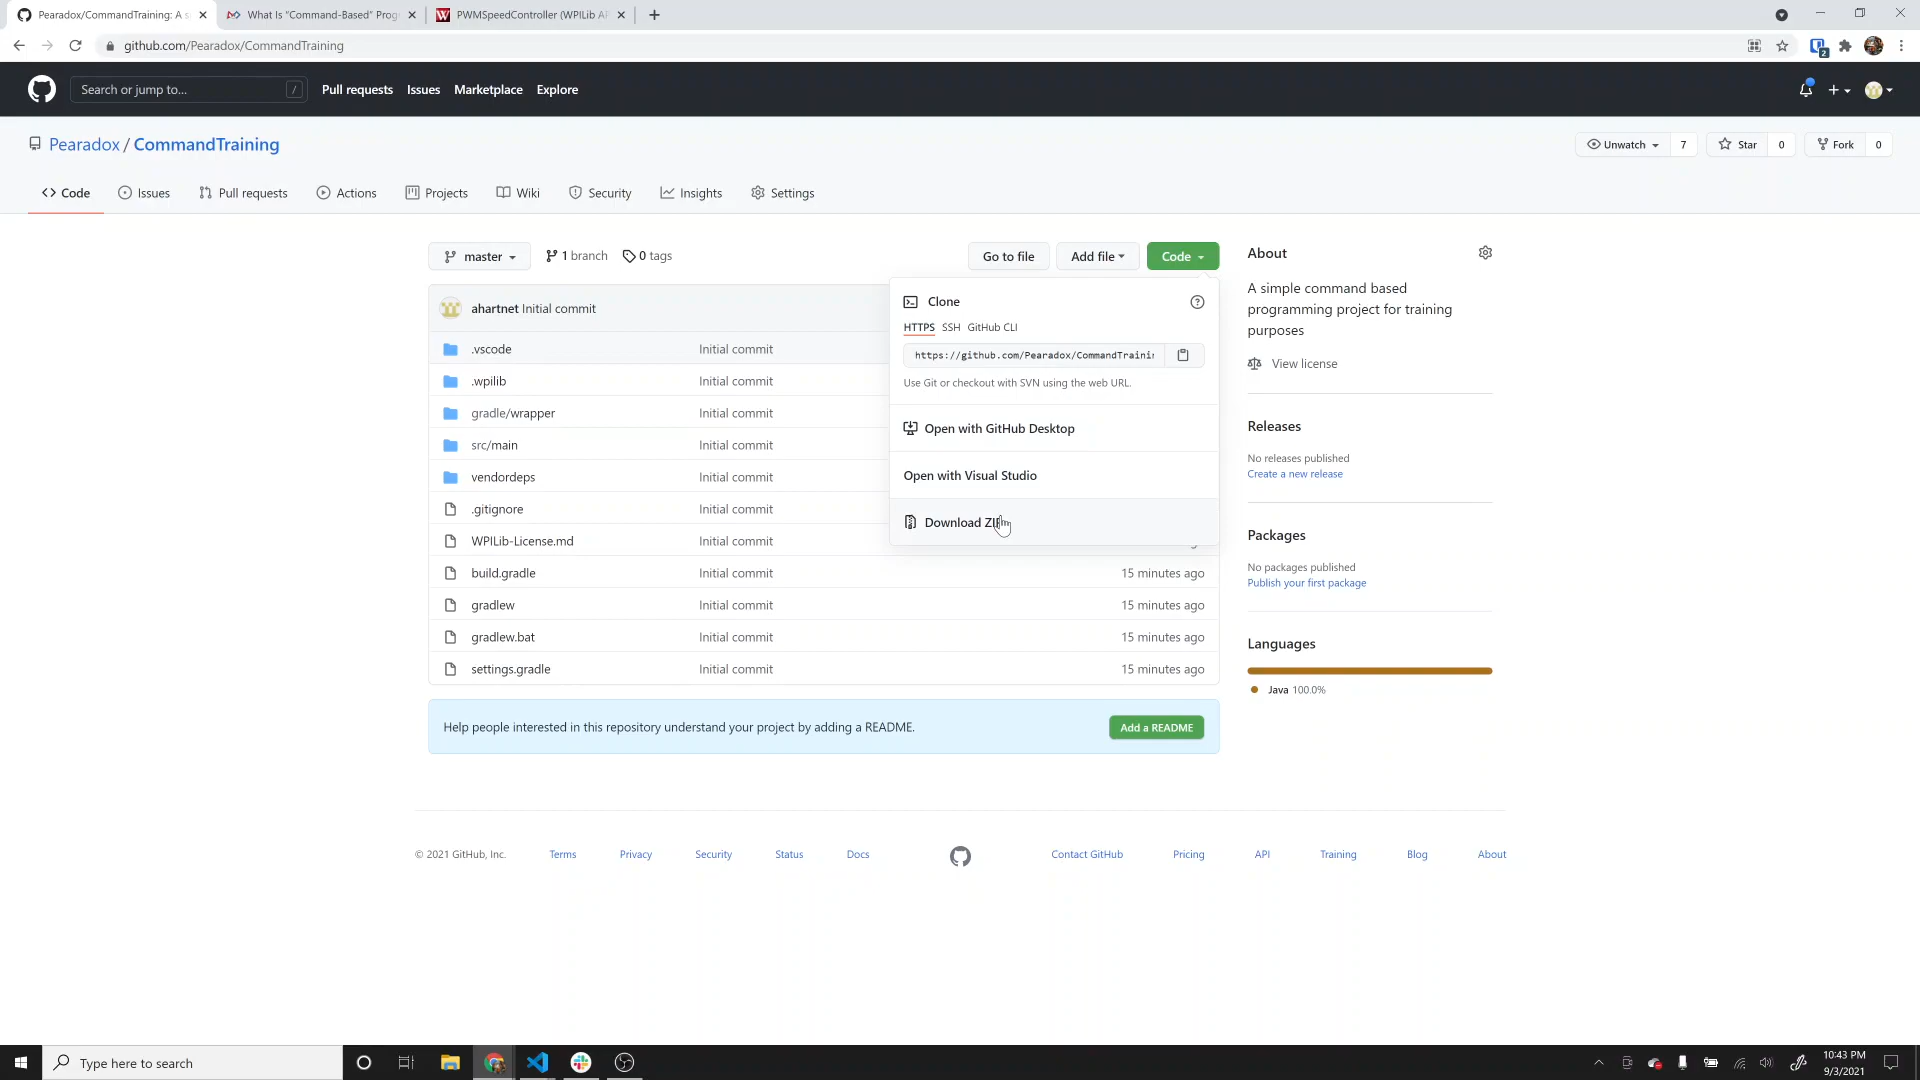 Pearadox/CommandTraining: A s
What Is "Command-Based" Prog
PWMSpeedController (WPILib AP
github.com/Pearadox/CommandTraining
2
Search or jump to...
/
Pull requests
Issues
Marketplace
Explore
Pearadox / CommandTraining
Unwatch
7
Star
0
Fork
0
Code
Issues
Pull requests
Actions
Projects
Wiki
Security
Insights
Settings
master
1 branch
0 tags
Go to file
Add file
Code
ahartnet Initial commit
.vscode
Initial commit
.wpilib
Initial commit
gradle/wrapper
Initial commit
src/main
Initial commit
vendordeps
Initial commit
.gitignore
Initial commit
WPILib-License.md
Initial commit
build.gradle
Initial commit
15 minutes ago
gradlew
Initial commit
15 minutes ago
gradlew.bat
Initial commit
15 minutes ago
settings.gradle
Initial commit
15 minutes ago
Clone
HTTPS
SSH
GitHub CLI
https://github.com/Pearadox/CommandTrainin
Use Git or checkout with SVN using the web URL.
Open with GitHub Desktop
Open with Visual Studio
Download ZIP
Help people interested in this repository understand your project by adding a README.
Add a README
About
A simple command based
programming project for training
purposes
View license
Releases
No releases published
Create a new release
Packages
No packages published
Publish your first package
Languages
Java 100.0%
© 2021 GitHub, Inc.
Terms
Privacy
Security
Status
Docs
Contact GitHub
Pricing
API
Training
Blog
About
Type here to search
10:43 PM
9/3/2021